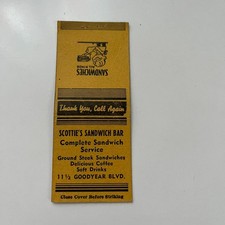 SANDWICHES
Thank You, Call Again
SCOTTIE'S SANDWICH BAR
Complete Sandwich
Service
Ground Steak Sandwiches
Delicious Coffee
Soft Drinks
11½ GOODYEAR BLVD.
Close Cover Before Striking